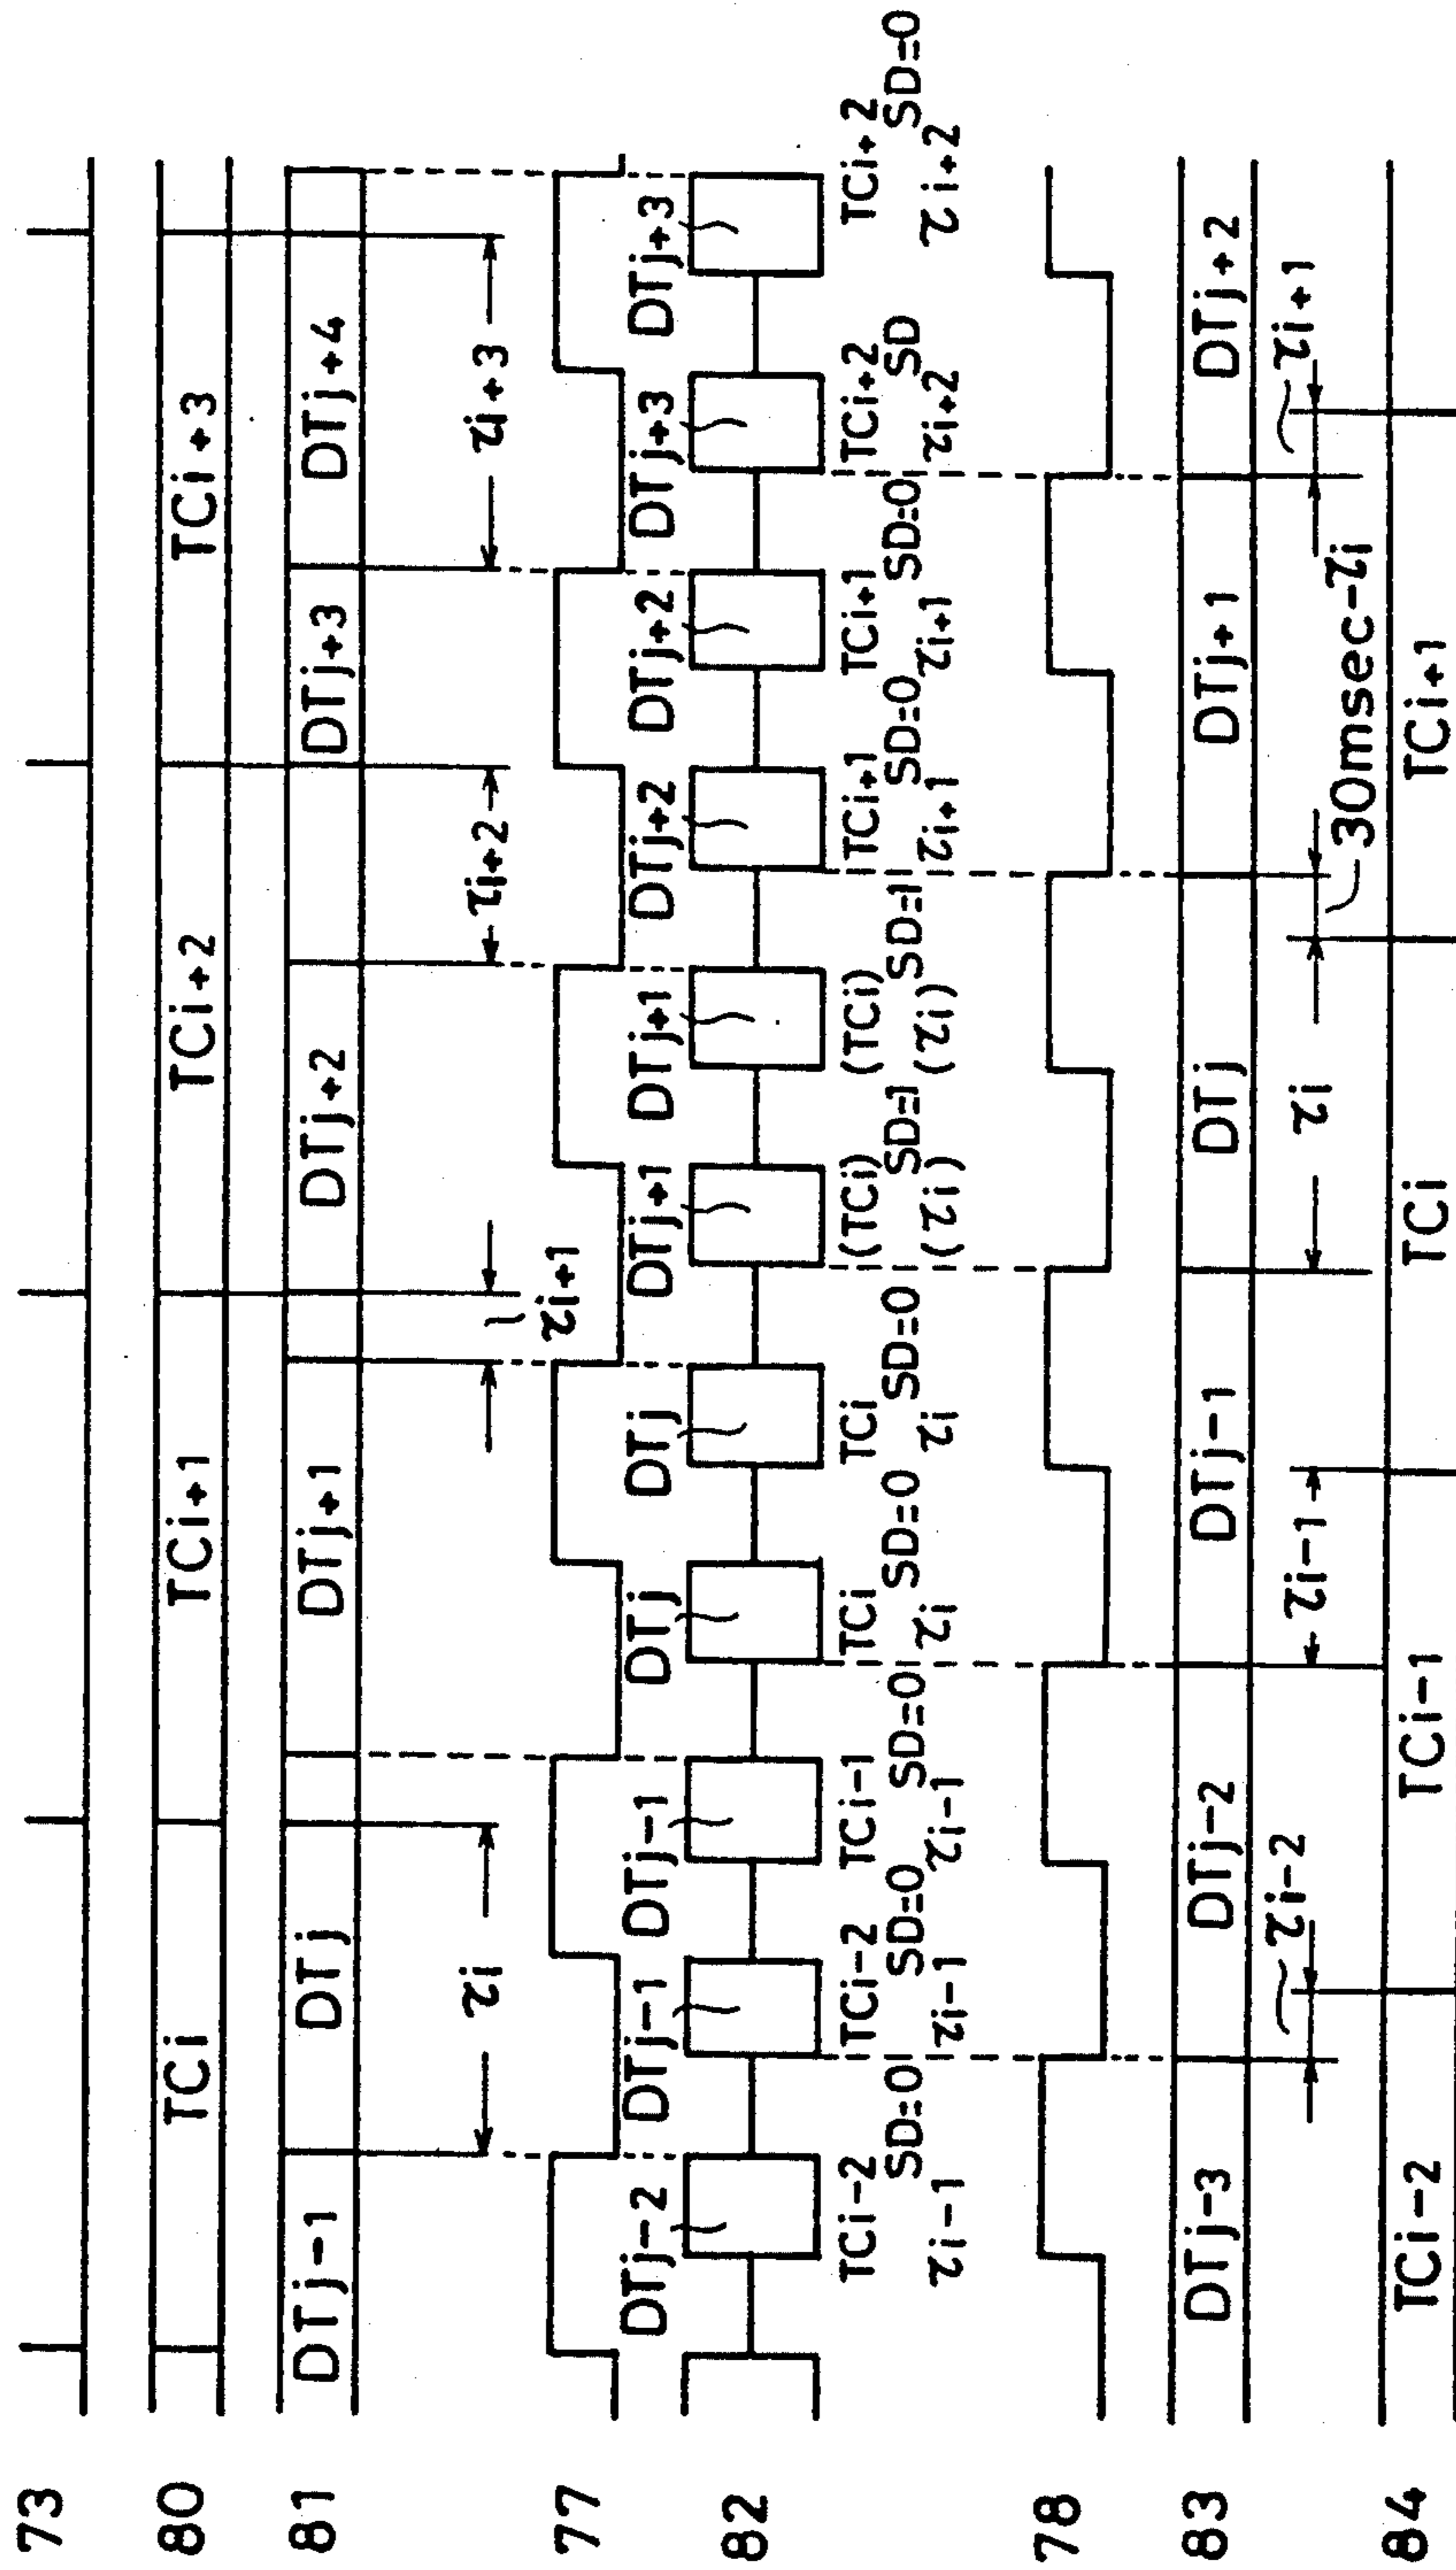 73
80 TCi TCi+1 TCi+2 TCi+3
81 DTj-1 DTj DTj+1 DTj+2 DTj+3 DTj+4
τi τi+1 τi+2 τi+3
77
82 DTj-2 DTj-1 DTj-1 DTj DTj DTj+1 DTj+1 DTj+2 DTj+2 DTj+3 DTj+3
TCi-2 TCi-2 TCi-1 TCi TCi (TCi) (TCi) TCi+1 TCi+1 TCi+2 TCi+2
SD=0 SD=0 SD=0 SD=0 SD=0 SD=1 SD=1 SD=0 SD=0 SD SD=0
τi-1 τi-1 τi-1 τi τi (τi) (τi) τi+1 τi+1 τi+2 τi+2
78
83 DTj-3 DTj-2 DTj-1 DTj DTj+1 DTj+2
τi-2 τi-1 τi 30msec-τi τi+1
84 TCi-2 TCi-1 TCi TCi+1